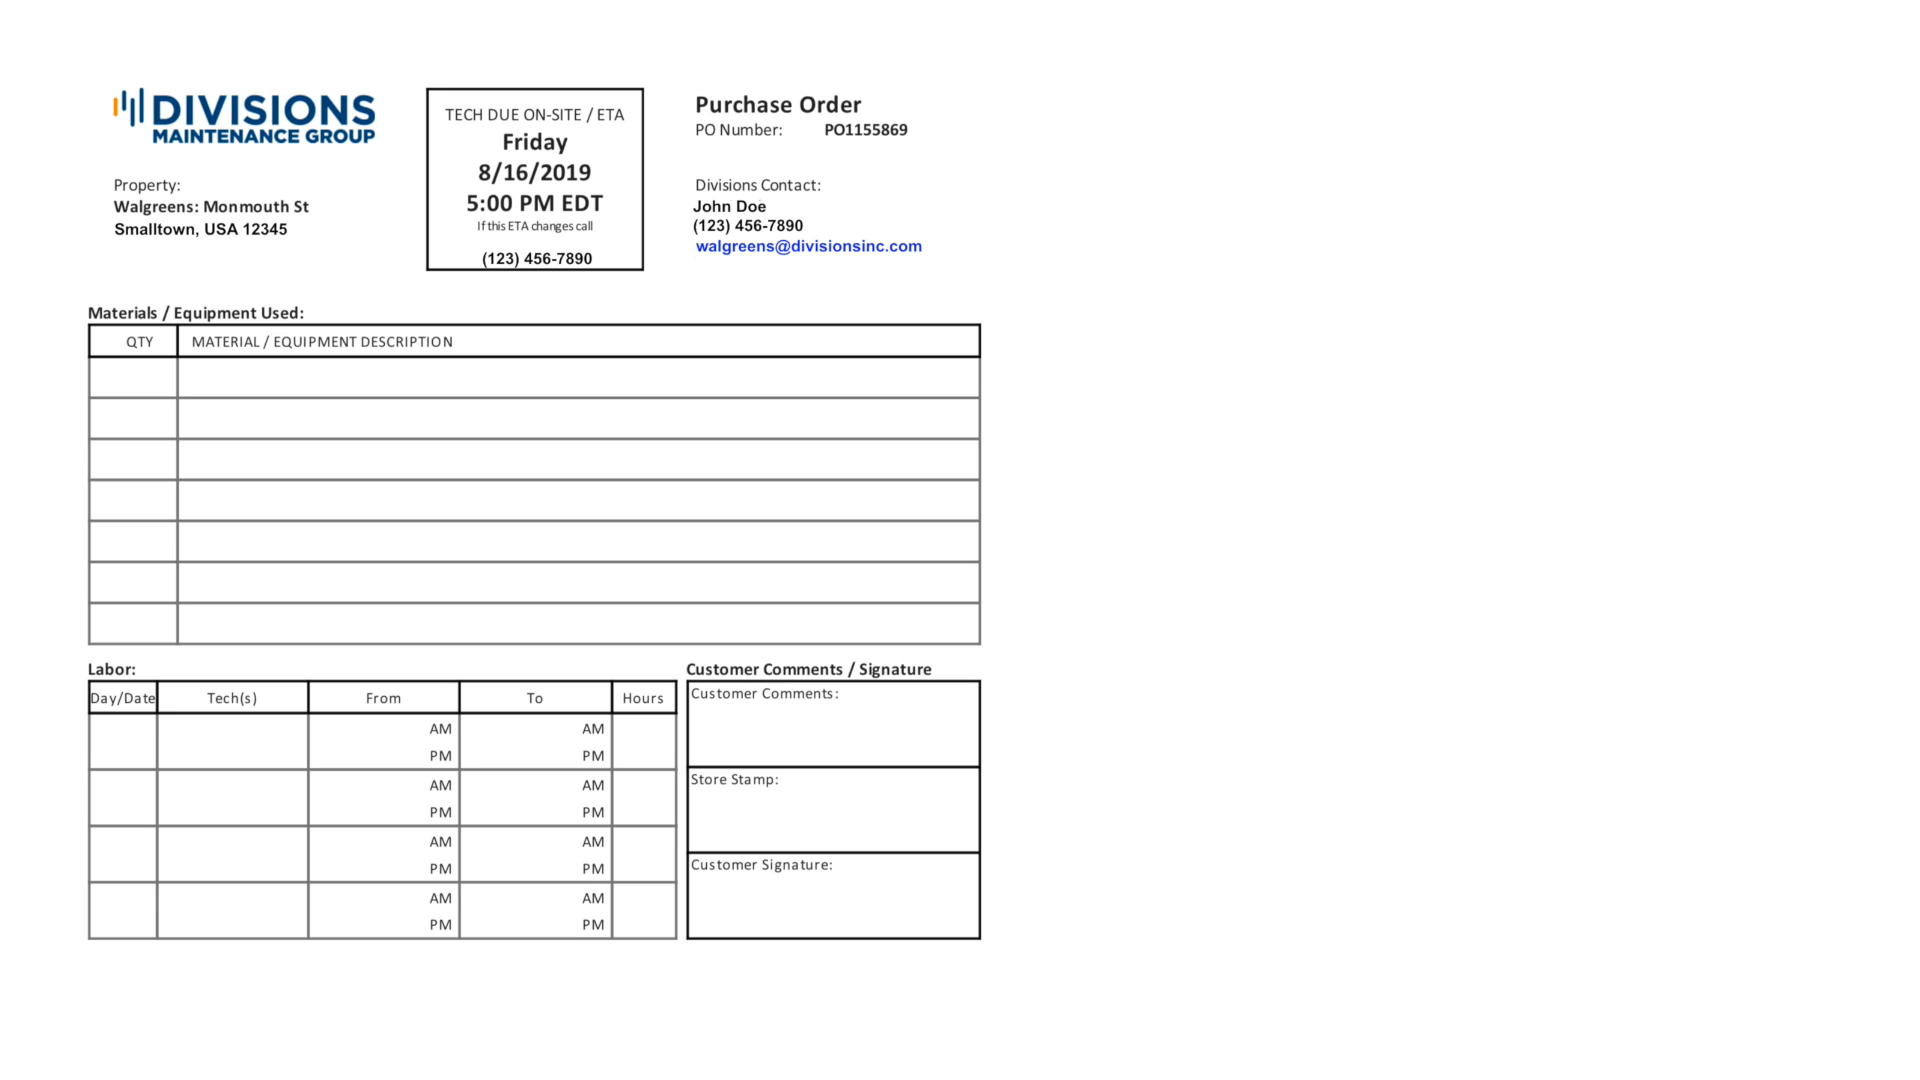 DIVISIONS
MAINTENANCE GROUP
Property:
Walgreens: Monmouth St
Smalltown, USA 12345
TECH DUE ON-SITE / ETA
Friday
8/16/2019
5:00 PM EDT
If this ETA changes call
(123) 456-7890
Purchase Order
PO Number: PO1155869
Divisions Contact:
John Doe
(123) 456-7890
walgreens@divisionsinc.com
Materials / Equipment Used:
QTY MATERIAL / EQUIPMENT DESCRIPTION
Labor:
Day/Date Tech(s) From To Hours
AM AM
PM PM
AM AM
PM PM
AM AM
PM PM
AM AM
PM PM
Customer Comments / Signature
Customer Comments:
Store Stamp:
Customer Signature: